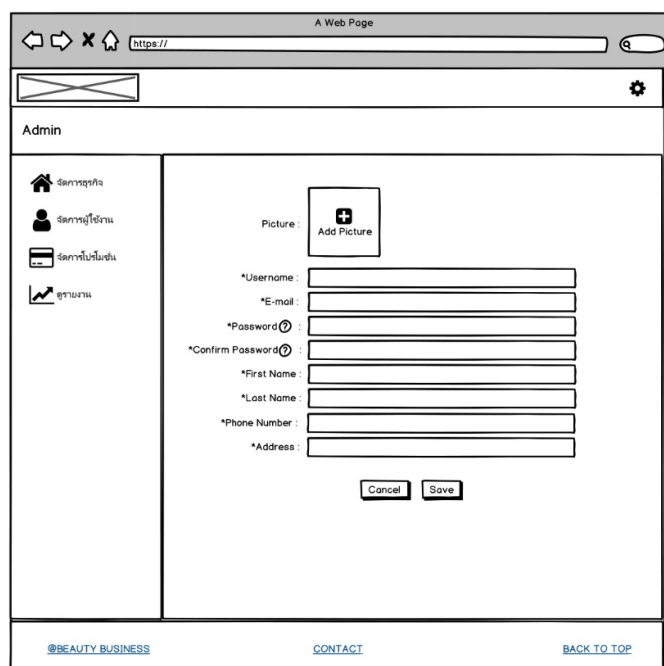 A Web Page
https://
Admin
จัดการธุรกิจ
จัดการผู้ใช้งาน
จัดการโปรโมชั่น
ดูรายงาน
Picture :
Add Picture
*Username :
*E-mail :
*Password ? :
*Confirm Password ? :
*First Name :
*Last Name :
*Phone Number :
*Address :
Cancel Save
@BEAUTY BUSINESS CONTACT BACK TO TOP